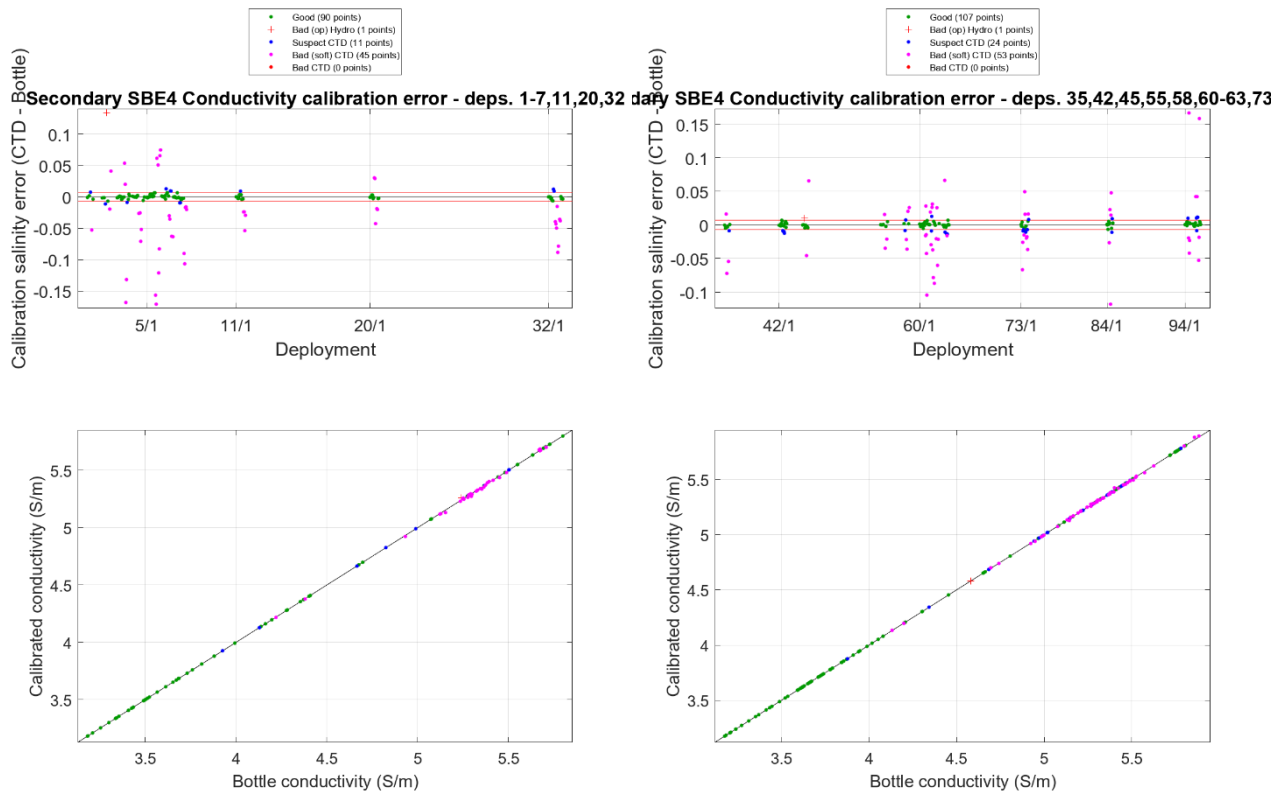 Good (90 points)
Bad (op) Hydro (1 points)
Suspect CTD (11 points)
Bad (soft) CTD (45 points)
Bad CTD (0 points)
Secondary SBE4 Conductivity calibration error - deps. 1-7,11,20,32
Calibration salinity error (CTD - Bottle)
0.1
0.05
0
-0.05
-0.1
-0.15
5/1
11/1
20/1
32/1
Deployment
Good (107 points)
Bad (op) Hydro (1 points)
Suspect CTD (24 points)
Bad (soft) CTD (53 points)
Bad CTD (0 points)
dary SBE4 Conductivity calibration error - deps. 35,42,45,55,58,60-63,73
Calibration salinity error (CTD - Bottle)
0.15
0.1
0.05
0
-0.05
-0.1
42/1
60/1
73/1
84/1
94/1
Deployment
Calibrated conductivity (S/m)
5.5
5
4.5
4
3.5
3.5
4
4.5
5
5.5
Bottle conductivity (S/m)
Calibrated conductivity (S/m)
5.5
5
4.5
4
3.5
3.5
4
4.5
5
5.5
Bottle conductivity (S/m)